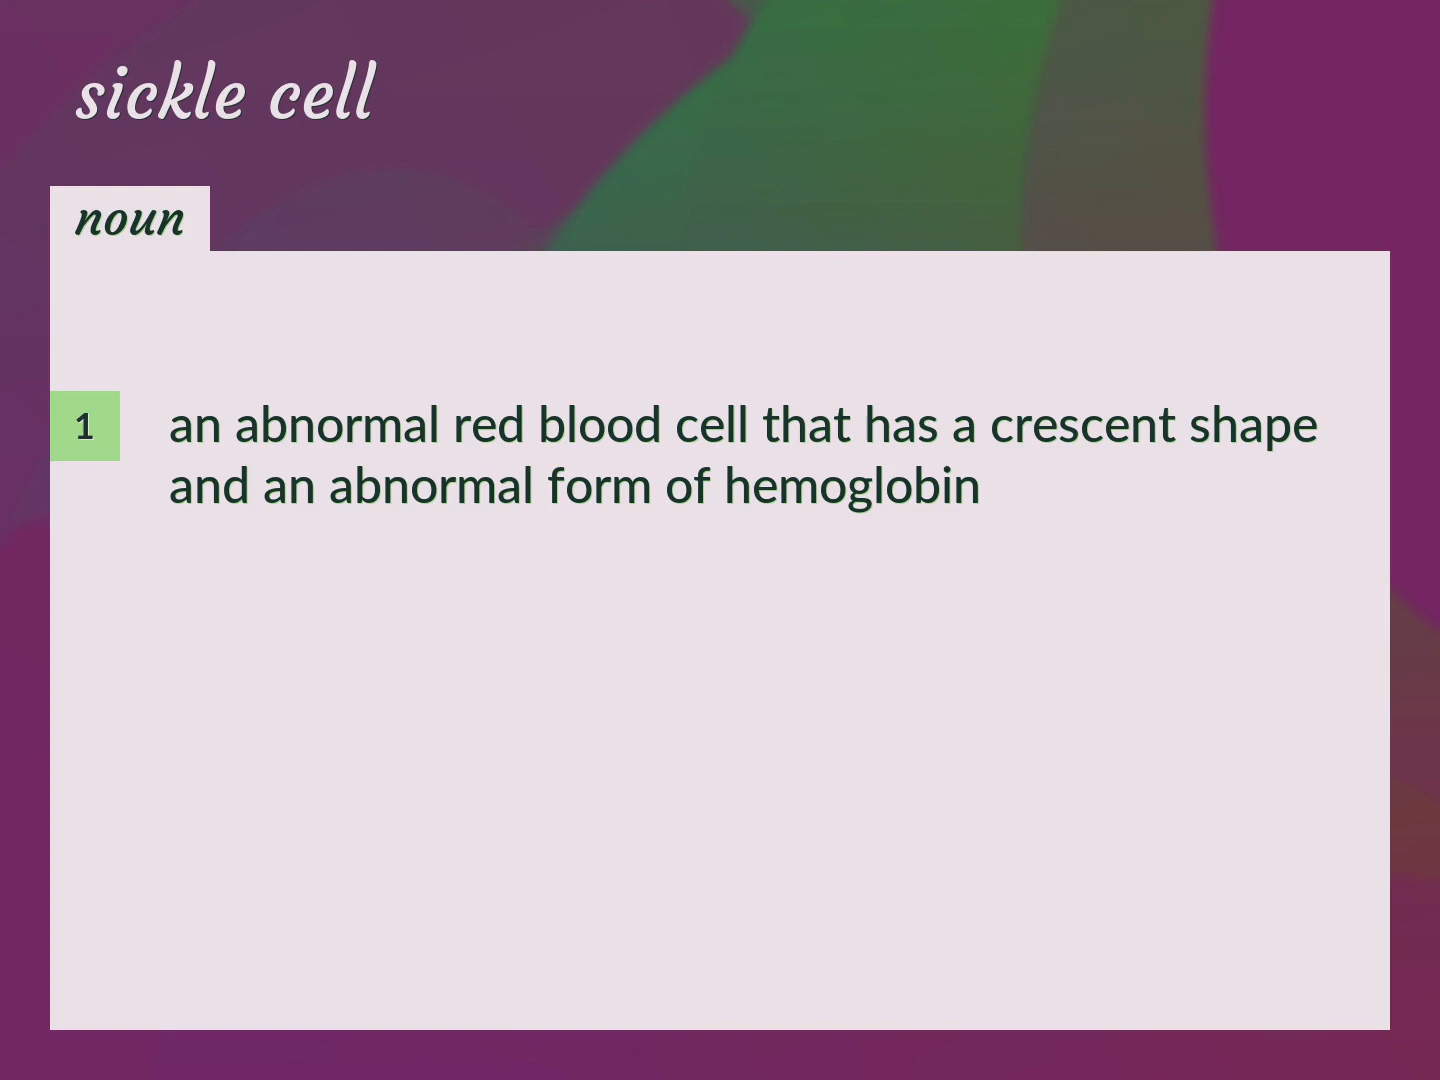 sickle cell
noun
1
an abnormal red blood cell that has a crescent shape
and an abnormal form of hemoglobin